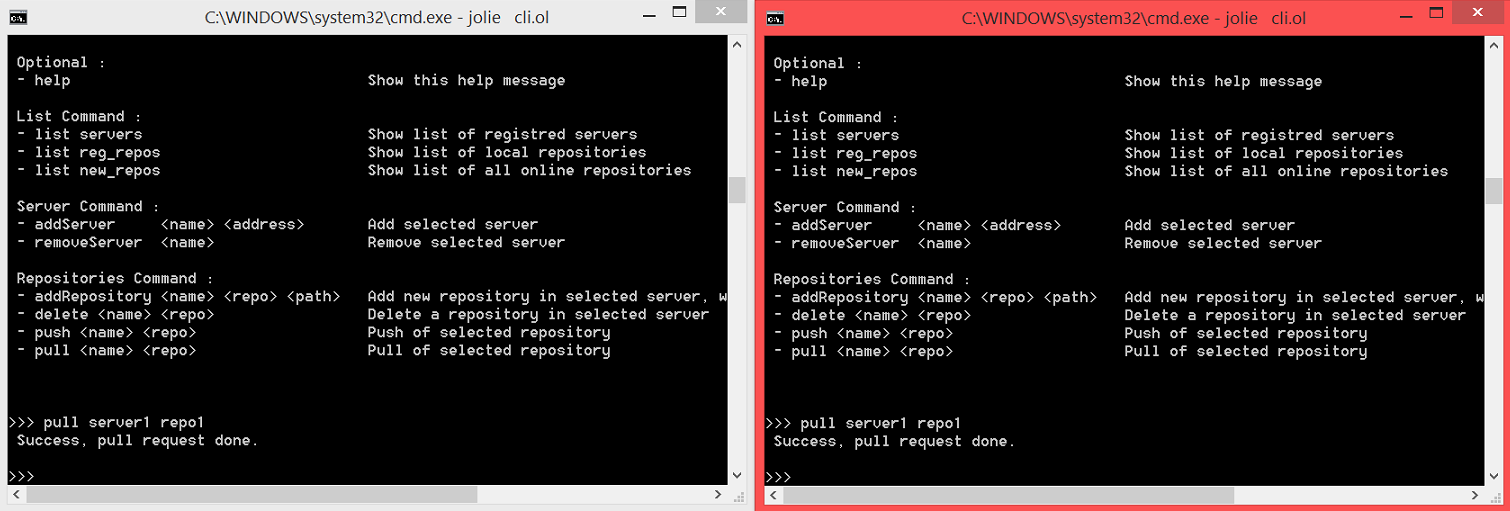 C:\WINDOWS\system32\cmd.exe - jolie cli.ol
Optional :
- help Show this help message
List Command :
- list servers Show list of registred servers
- list reg_repos Show list of local repositories
- list new_repos Show list of all online repositories
Server Command :
- addServer <name> <address> Add selected server
- removeServer <name> Remove selected server
Repositories Command :
- addRepository <name> <repo> <path> Add new repository in selected server, w
- delete <name> <repo> Delete a repository in selected server
- push <name> <repo> Push of selected repository
- pull <name> <repo> Pull of selected repository
>>> pull server1 repo1
Success, pull request done.
>>>
C:\WINDOWS\system32\cmd.exe - jolie cli.ol
Optional :
- help Show this help message
List Command :
- list servers Show list of registred servers
- list reg_repos Show list of local repositories
- list new_repos Show list of all online repositories
Server Command :
- addServer <name> <address> Add selected server
- removeServer <name> Remove selected server
Repositories Command :
- addRepository <name> <repo> <path> Add new repository in selected server, w
- delete <name> <repo> Delete a repository in selected server
- push <name> <repo> Push of selected repository
- pull <name> <repo> Pull of selected repository
>>> pull server1 repo1
Success, pull request done.
>>>